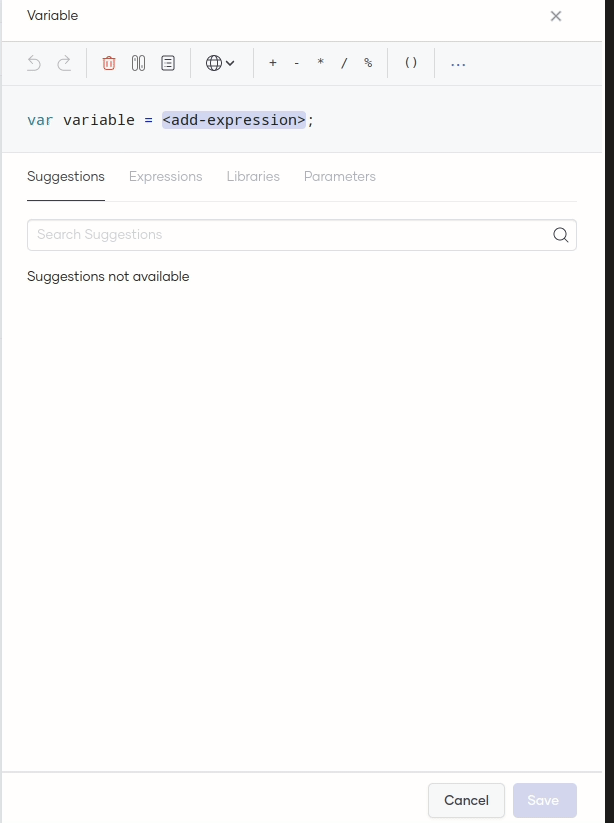 Variable
+ - * / % () ...
var variable = <add-expression>;
Suggestions Expressions Libraries Parameters
Search Suggestions
Suggestions not available
Cancel Save